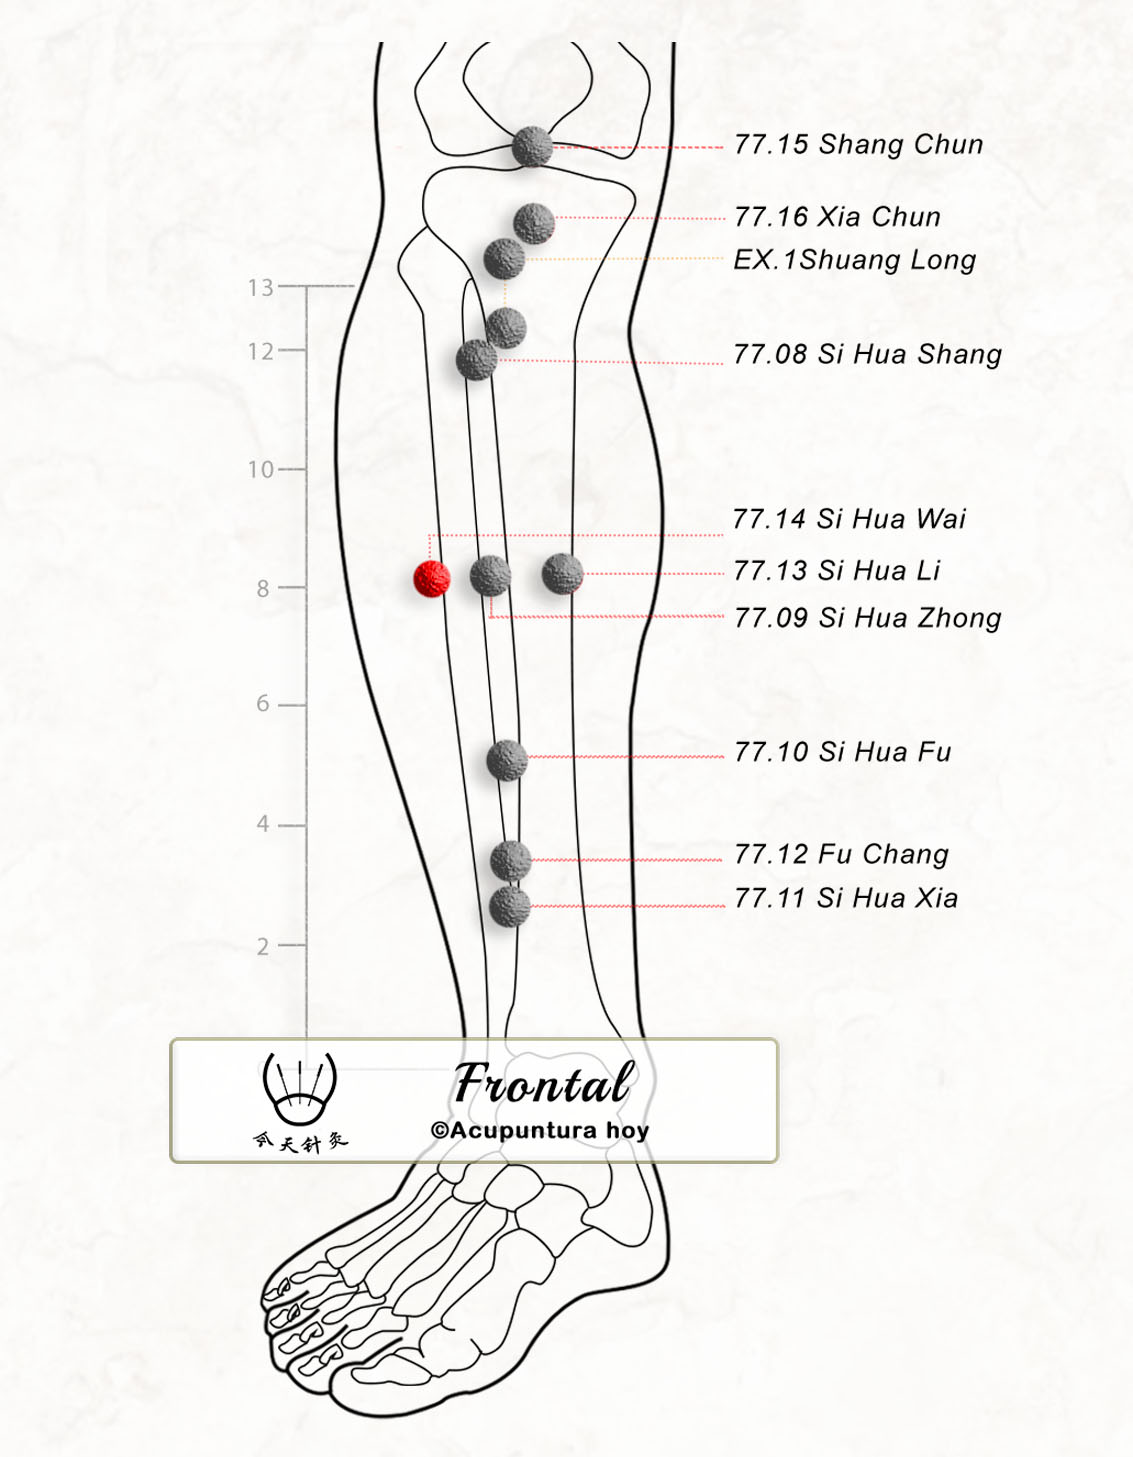 77.15 Shang Chun
77.16 Xia Chun
EX.1Shuang Long
13
12
77.08 Si Hua Shang
10
77.14 Si Hua Wai
77.13 Si Hua Li
8
77.09 Si Hua Zhong
6
77.10 Si Hua Fu
4
77.12 Fu Chang
77.11 Si Hua Xia
2
Frontal
©Acupuntura hoy
天针灸